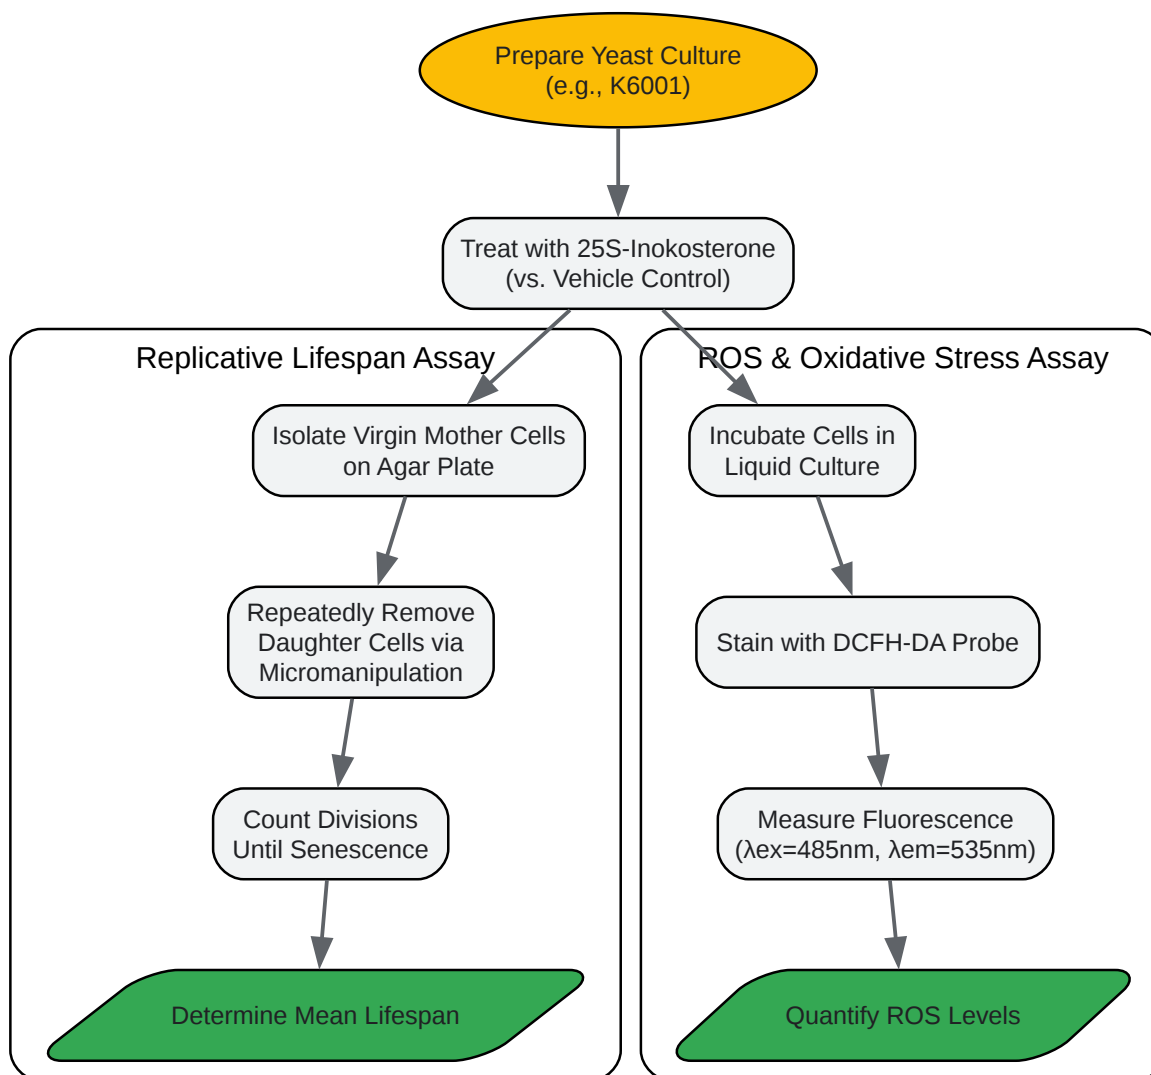 Prepare Yeast Culture
(e.g., K6001)
Treat with 25S-Inokosterone
(vs. Vehicle Control)
Replicative Lifespan Assay
Isolate Virgin Mother Cells
on Agar Plate
Repeatedly Remove
Daughter Cells via
Micromanipulation
Count Divisions
Until Senescence
Determine Mean Lifespan
ROS & Oxidative Stress Assay
Incubate Cells in
Liquid Culture
Stain with DCFH-DA Probe
Measure Fluorescence
(λex=485nm, λem=535nm)
Quantify ROS Levels